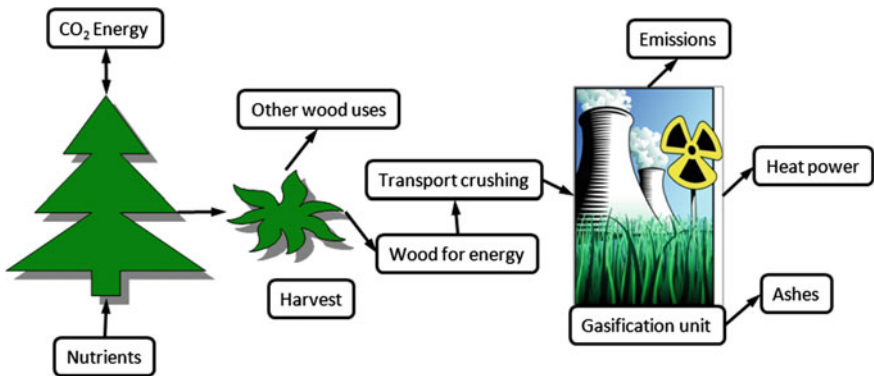 CO₂ Energy
Emissions
Other wood uses
Transport crushing
Heat power
Wood for energy
Harvest
Ashes
Gasification unit
Nutrients